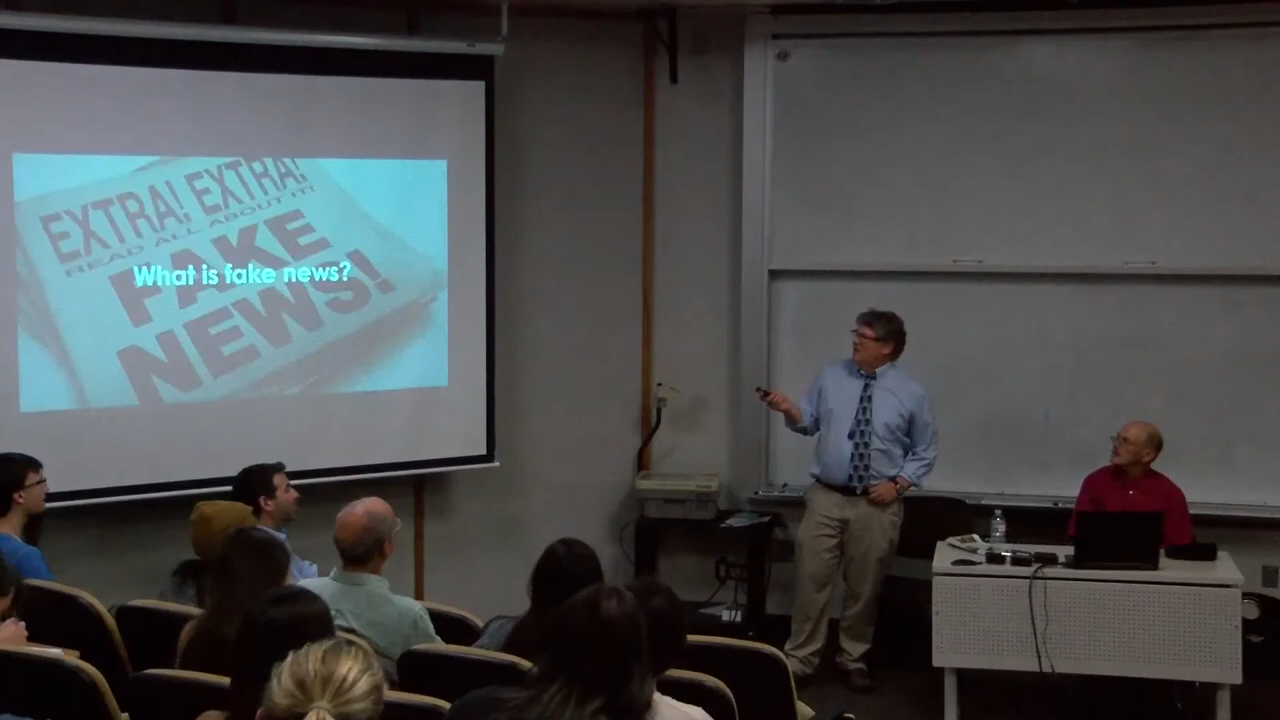 EXTRA! EXTRA!
READ ALL ABOUT IT!
FAKE
What is fake news?
NEWS!